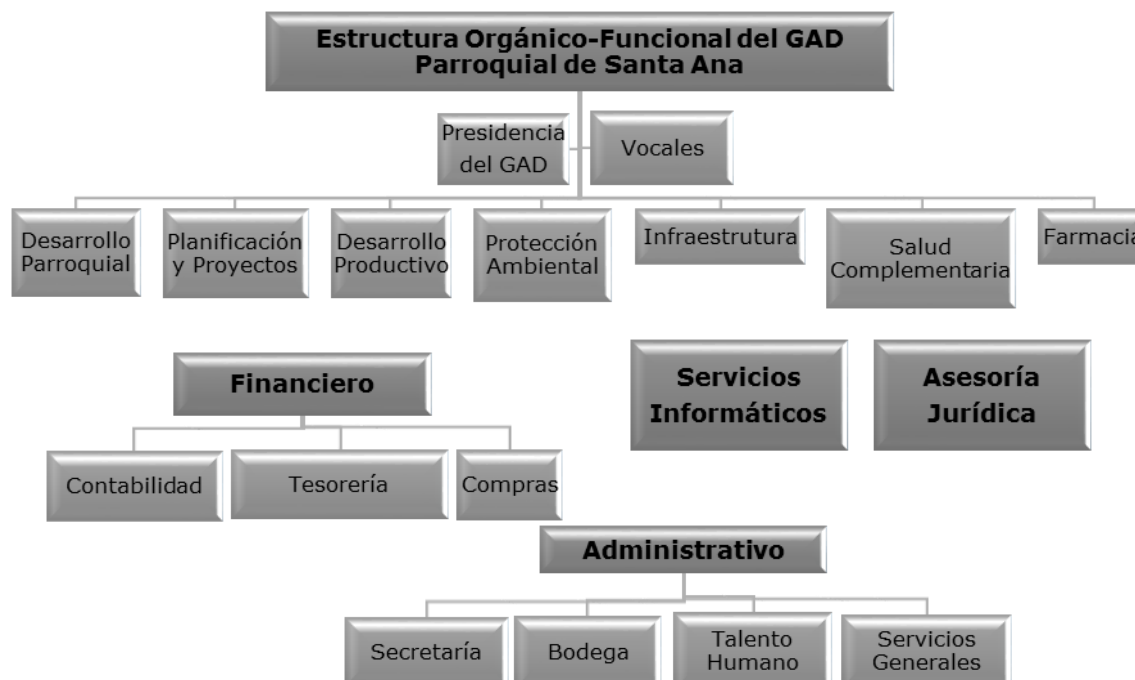 Estructura Orgánico-Funcional del GAD
Parroquial de Santa Ana
Presidencia
del GAD
Vocales
Desarrollo
Parroquial
Planificación
y Proyectos
Desarrollo
Productivo
Protección
Ambiental
Infraestrutura
Salud
Complementaria
Farmacia
Financiero
Contabilidad
Tesorería
Compras
Servicios
Informáticos
Asesoría
Jurídica
Administrativo
Secretaría
Bodega
Talento
Humano
Servicios
Generales